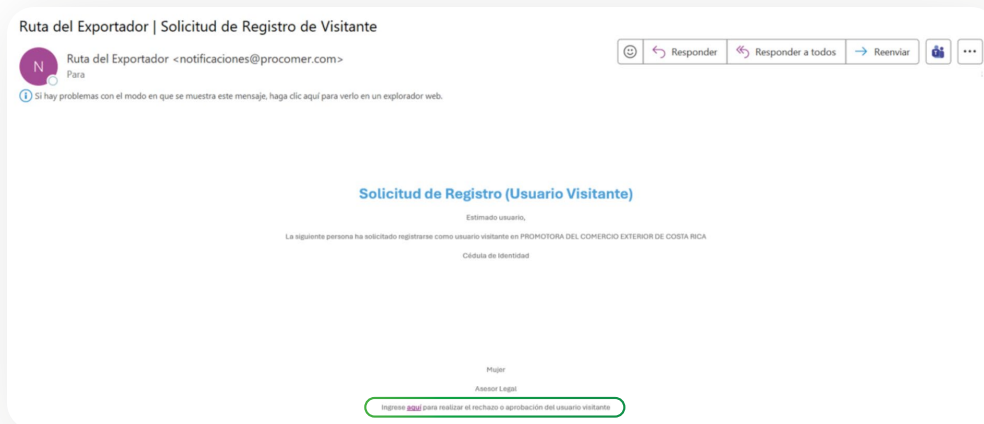 Ruta del Exportador | Solicitud de Registro de Visitante
N
Ruta del Exportador <notificaciones@procomer.com>
Para
Responder
Responder a todos
Reenviar
Si hay problemas con el modo en que se muestra este mensaje, haga clic aquí para verlo en un explorador web.
Solicitud de Registro (Usuario Visitante)
Estimado usuario,
La siguiente persona ha solicitado registrarse como usuario visitante en PROMOTORA DEL COMERCIO EXTERIOR DE COSTA RICA
Cédula de Identidad
Mujer
Asesor Legal
Ingrese aquí para realizar el rechazo o aprobación del usuario visitante